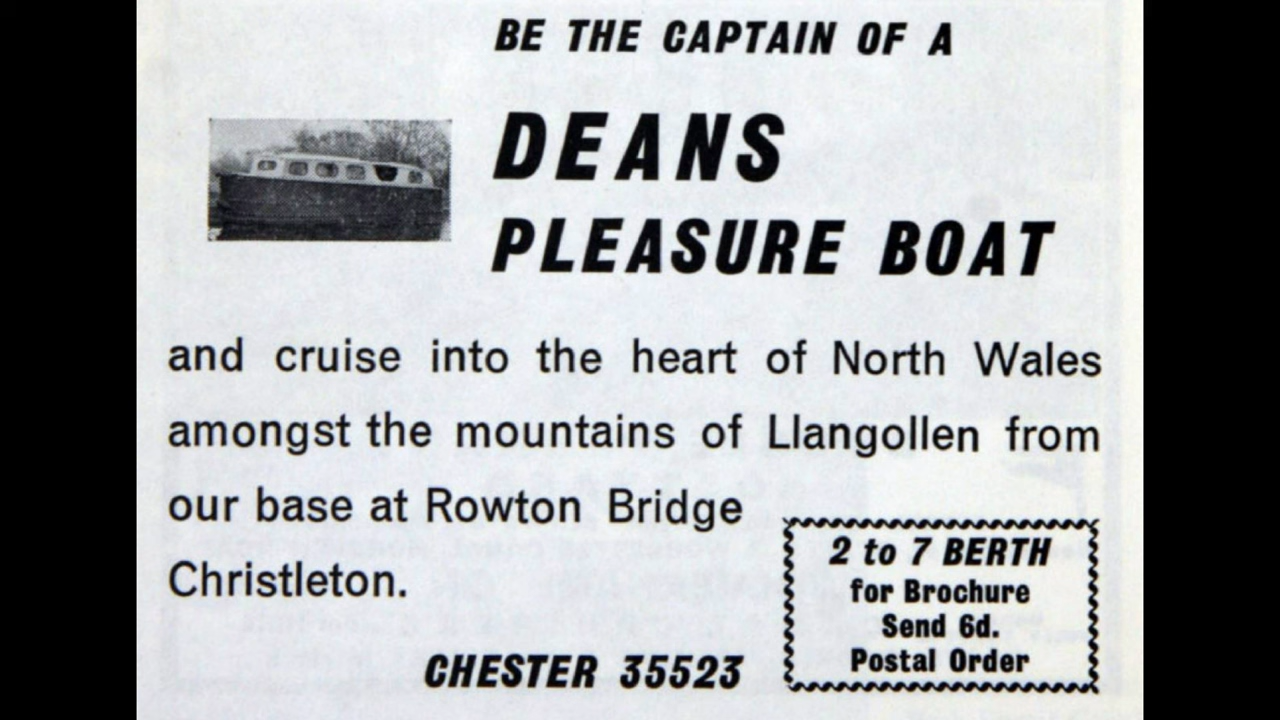 BE THE CAPTAIN OF A
DEANS
PLEASURE BOAT
and cruise into the heart of North Wales
amongst the mountains of Llangollen from
our base at Rowton Bridge
Christleton.
2 to 7 BERTH
for Brochure
Send 6d.
Postal Order
CHESTER 35523